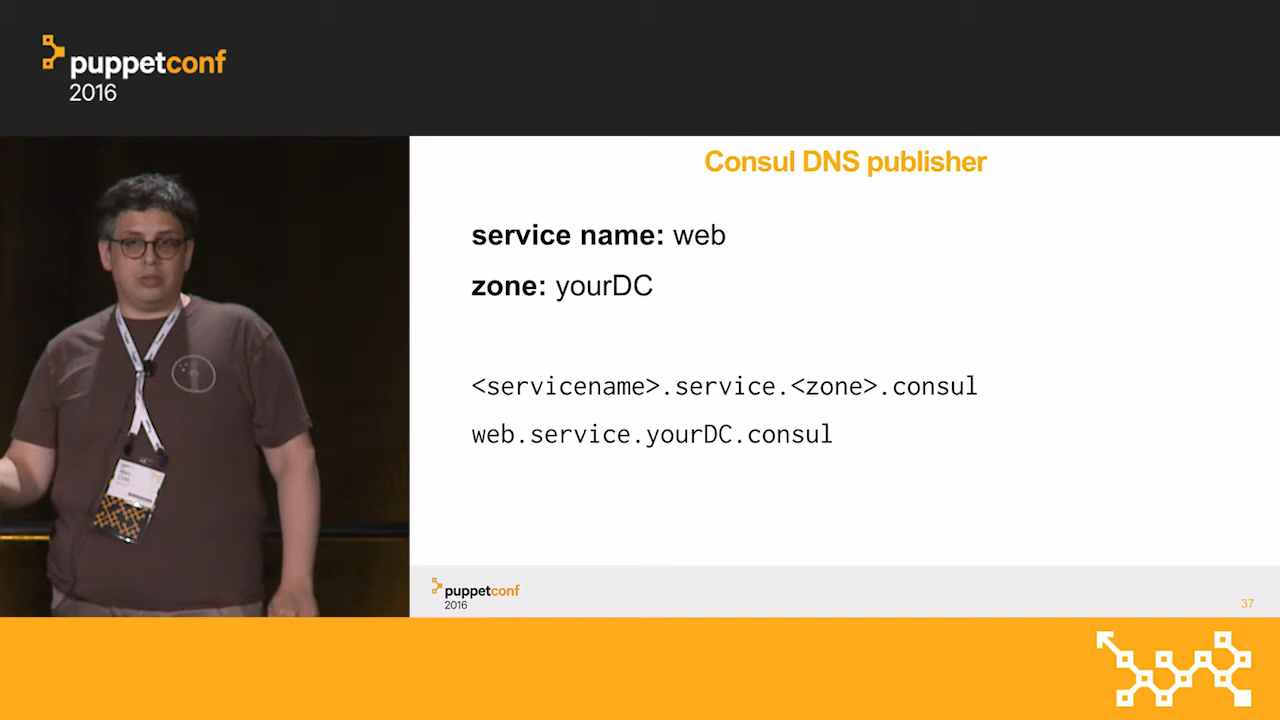 puppetconf
2016
Consul DNS publisher
service name: web
zone: yourDC
<servicename>.service.<zone>.consul
web.service.yourDC.consul
puppetconf
2016
37